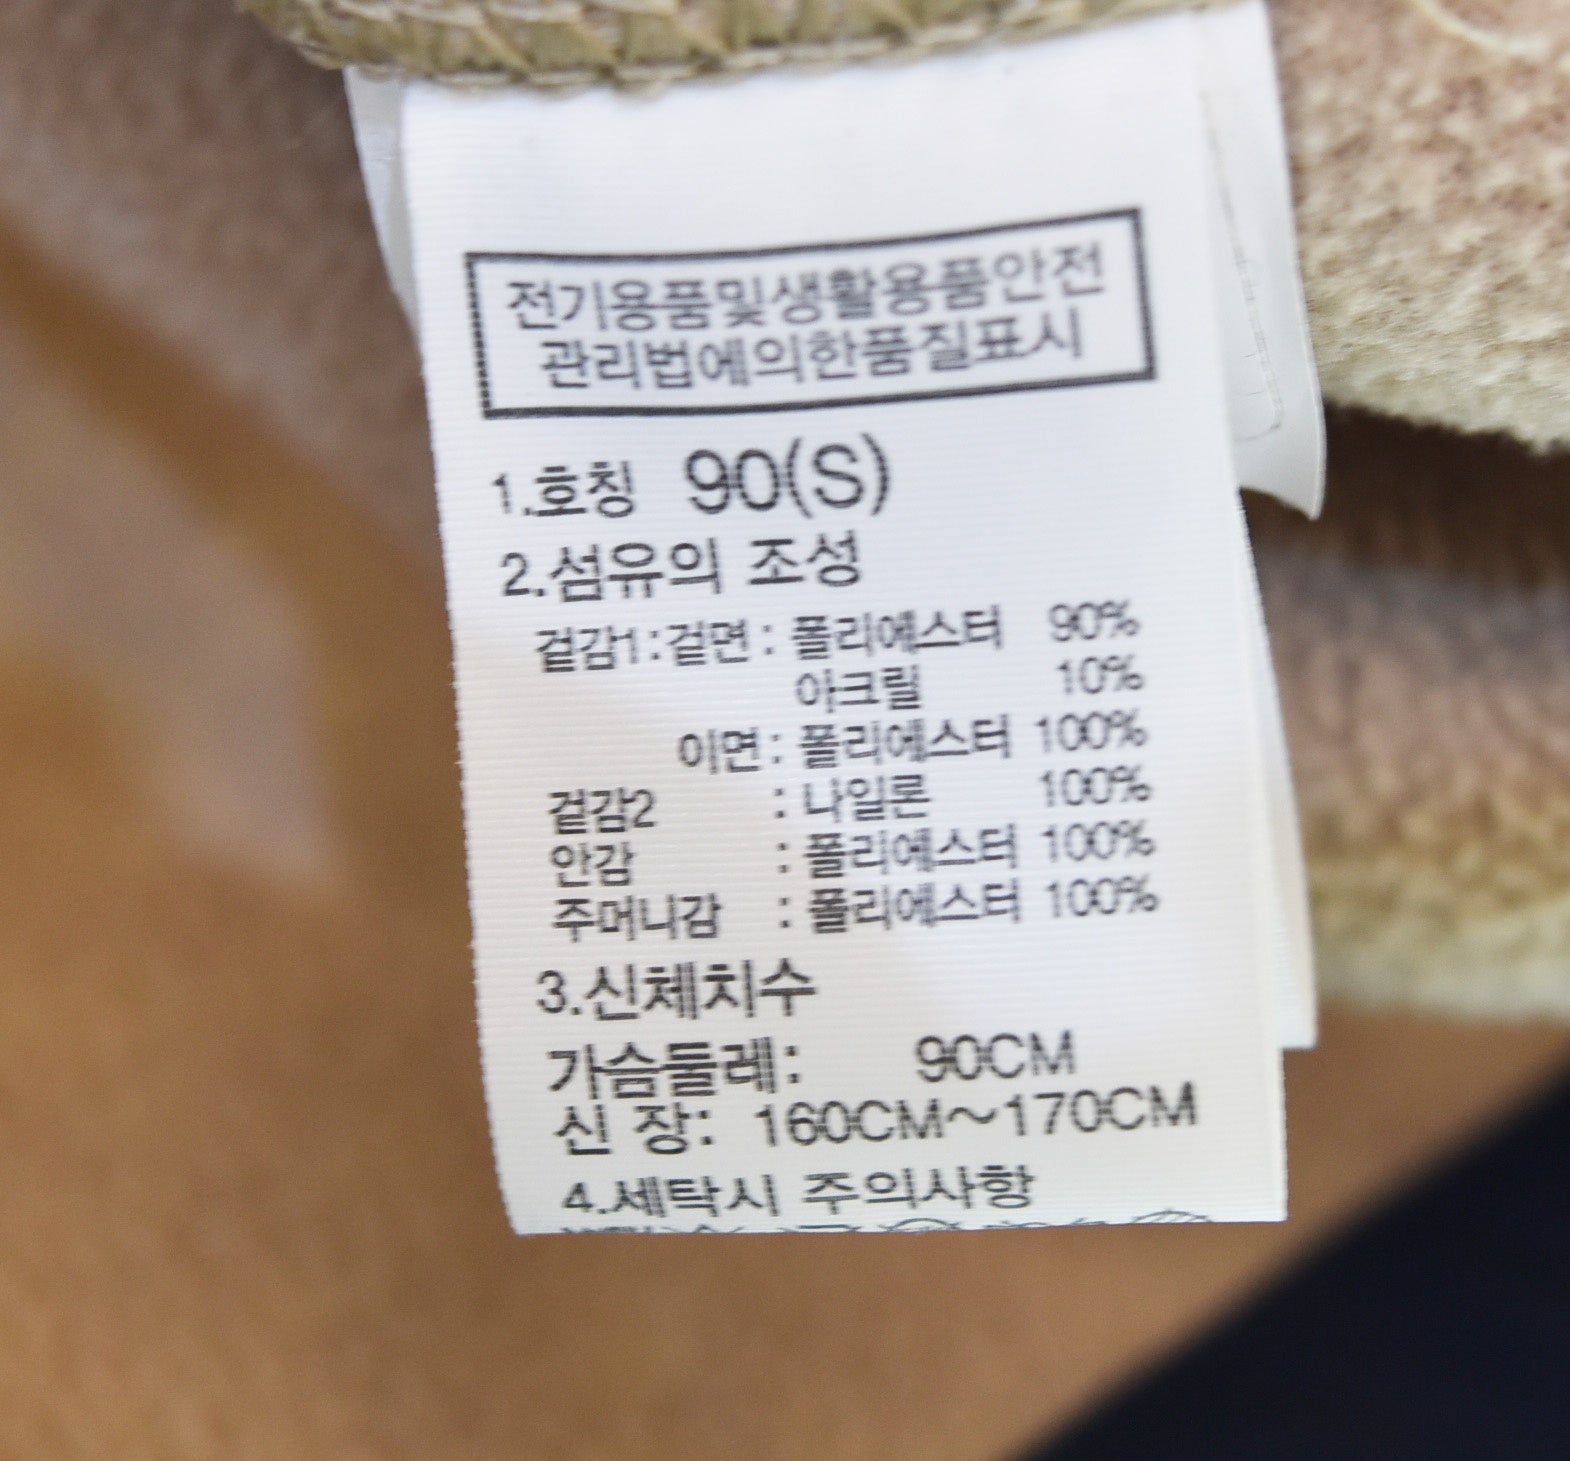 전기용품및생활용품안전
관리법에의한품질표시
1.호칭 90(S)
2.섬유의 조성
겉감1:겉면: 폴리에스터 90%
아크릴 10%
이면: 폴리에스터 100%
겉감2 : 나일론 100%
안감 : 폴리에스터 100%
주머니감 : 폴리에스터 100%
3.신체치수
가슴둘레: 90CM
신 장: 160CM~170CM
4.세탁시 주의사항